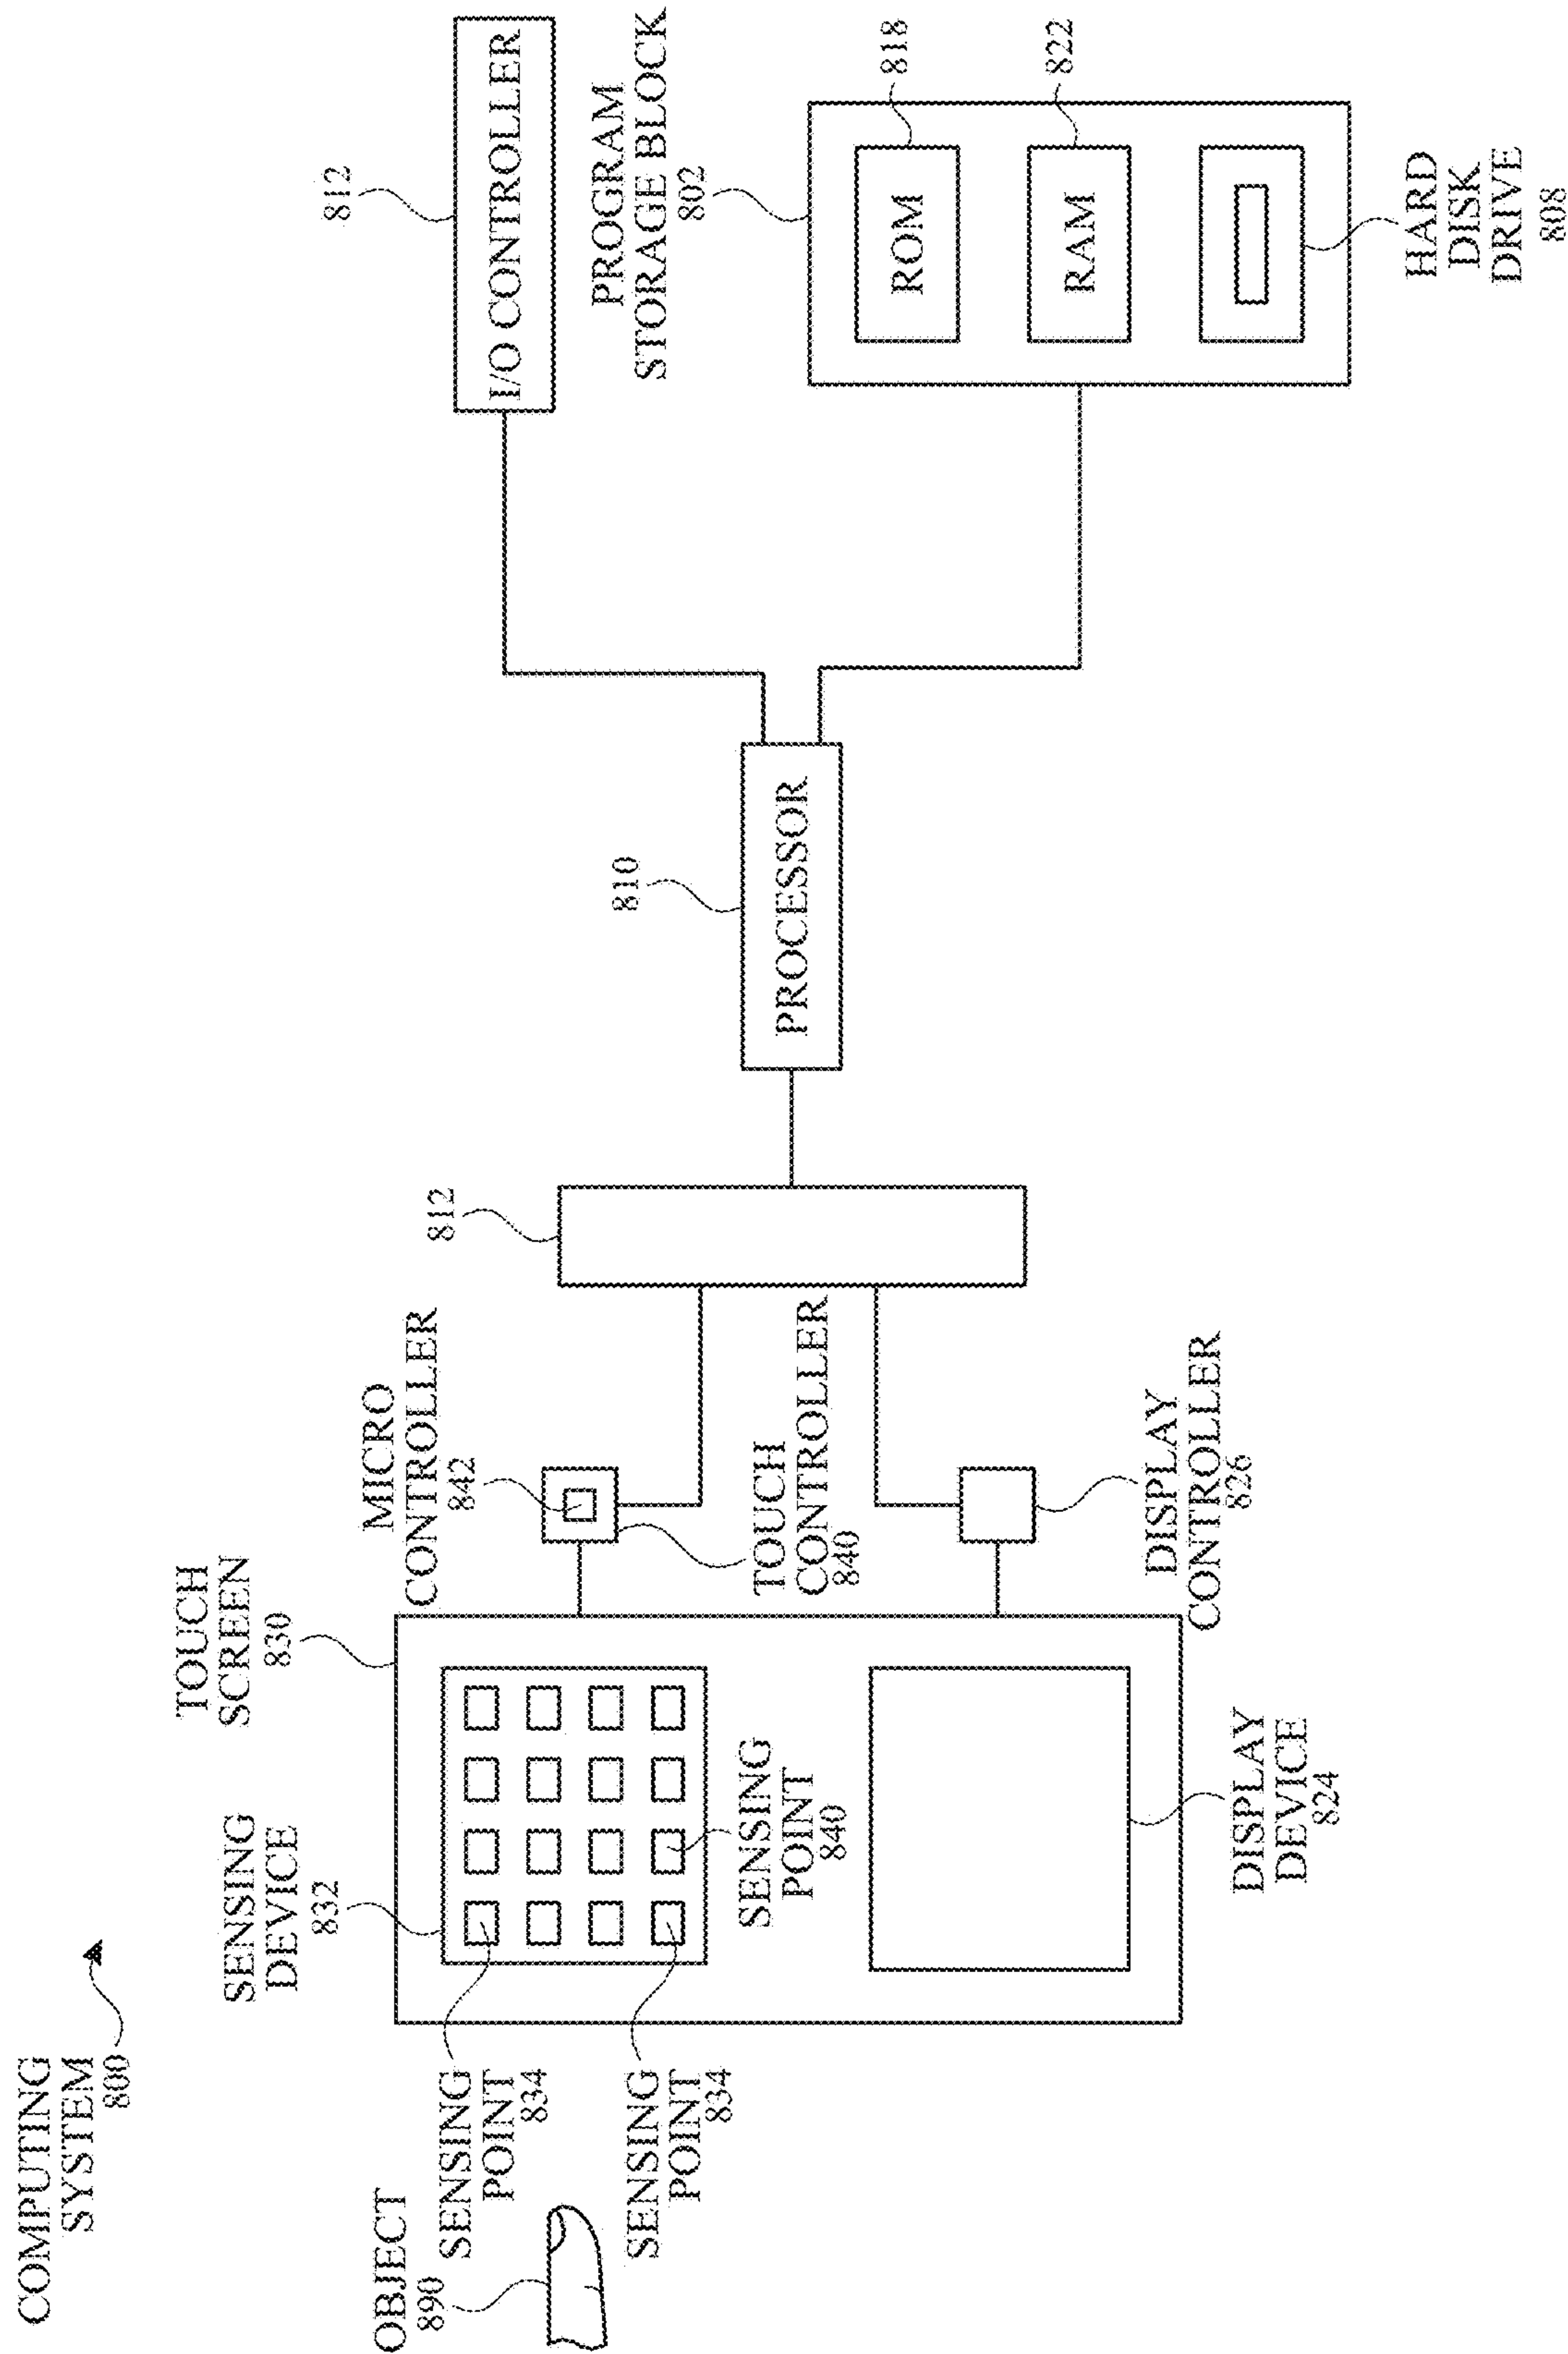 COMPUTING
SYSTEM
800
OBJECT
890
SENSING
POINT
834
SENSING
POINT
834
SENSING
DEVICE
832
TOUCH
SCREEN
830
SENSING
POINT
840
DISPLAY
DEVICE
824
MICRO
CONTROLLER
842
TOUCH
CONTROLLER
840
DISPLAY
CONTROLLER
826
812
810
PROCESSOR
812
I/O CONTROLLER
PROGRAM
STORAGE BLOCK
802
ROM
818
RAM
822
HARD
DISK
DRIVE
808